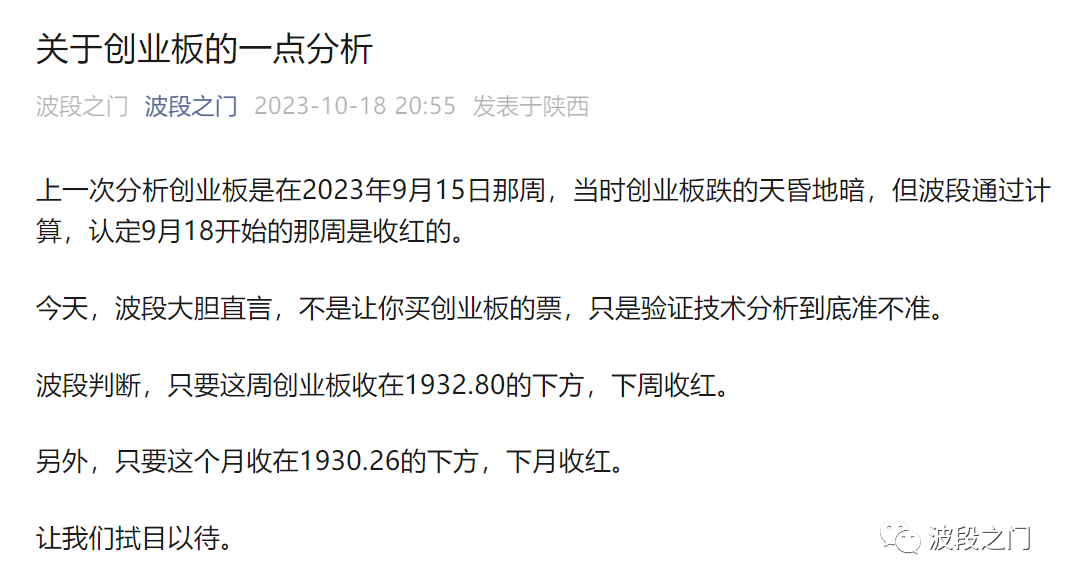 关于创业板的一点分析
波段之门 波段之门 2023-10-18 20:55 发表于陕西
上一次分析创业板是在2023年9月15日那周，当时创业板跌的天昏地暗，但波段通过计
算，认定9月18开始的那周是收红的。
今天，波段大胆直言，不是让你买创业板的票，只是验证技术分析到底准不准。
波段判断，只要这周创业板收在1932.80的下方，下周收红。
另外，只要这个月收在1930.26的下方，下月收红。
让我们拭目以待。
波段之门